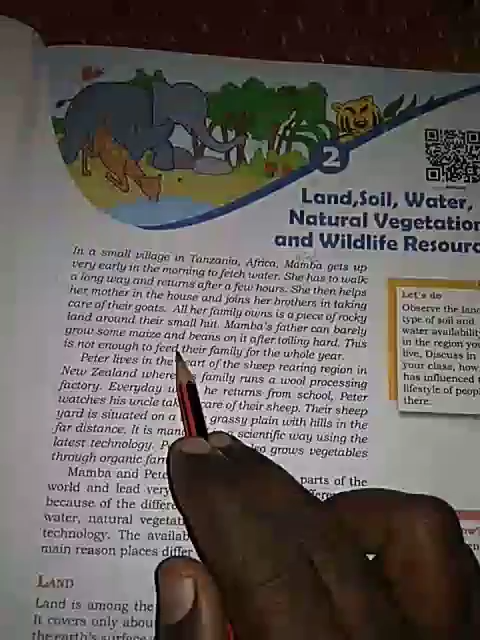 2
Land,Soil, Water,
Natural Vegetation
and Wildlife Resour
In a small village in Tanzania, Africa, Mamba gets up
very early in the morning to fetch water. She has to walk
a long way and returns after a few hours. She then helps
her mother in the house and joins her brothers in taking
care of their goats. All her family owns is a piece of rocky
land around their small hut. Mamba's father can barely
grow some maize and beans on it after toiling hard. This
is not enough to feed their family for the whole year.
Peter lives in the part of the sheep rearing region in
New Zealand where family runs a wool processing
factory. Everyday he returns from school, Peter
watches his uncle care of their sheep. Their sheep
yard is situated on a grassy plain with hills in the
far distance. It is scientific way using the
latest technology. grows vegetables
through organic
Mamba and Pete parts of the
world and lead very
because of the differe
water, natural vegetat
technology. The availab
main reason places differ
LAND
Land is among the
It covers only abou
the earth's surface
Let's do
Observe the land
type of soil and
water availability
in the region you
live. Discuss in
your class, how
has influenced
lifestyle of people
there.